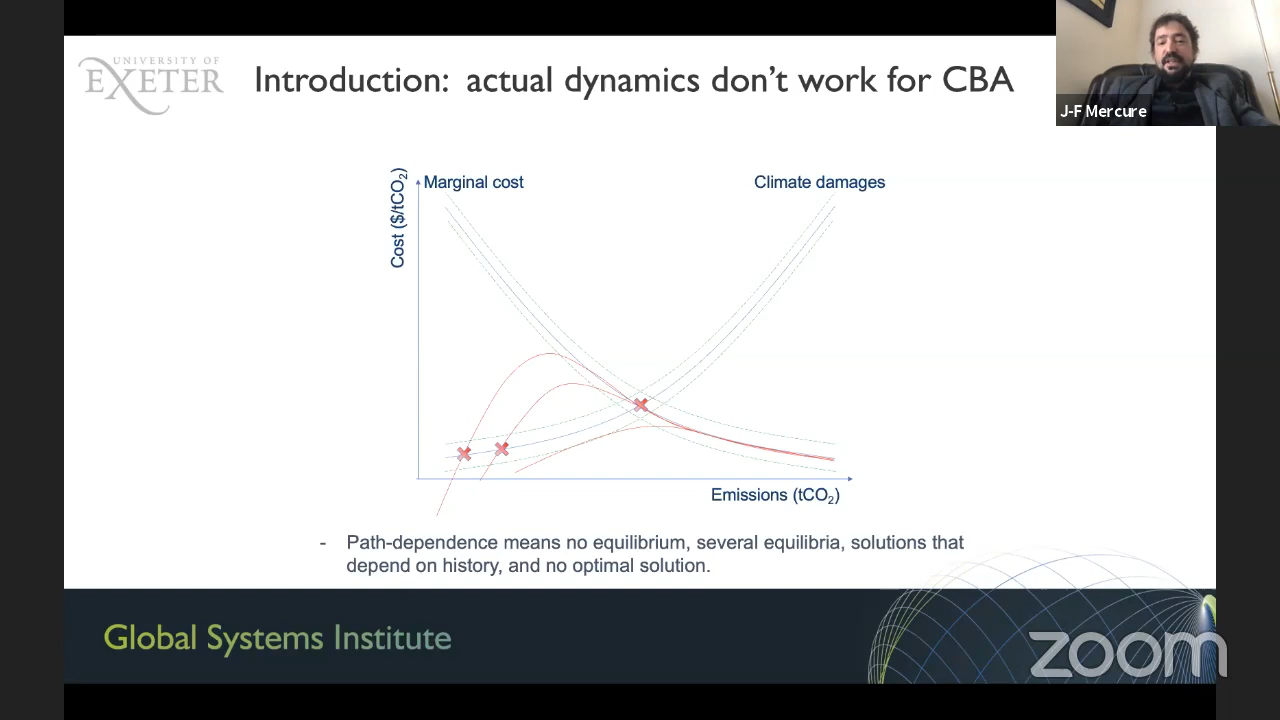 UNIVERSITY OF
EXETER
Introduction: actual dynamics don't work for CBA
J-F Mercure
Cost ($/tCO₂)
Marginal cost
Climate damages
Emissions (tCO₂)
- Path-dependence means no equilibrium, several equilibria, solutions that
depend on history, and no optimal solution.
Global Systems Institute
zoom